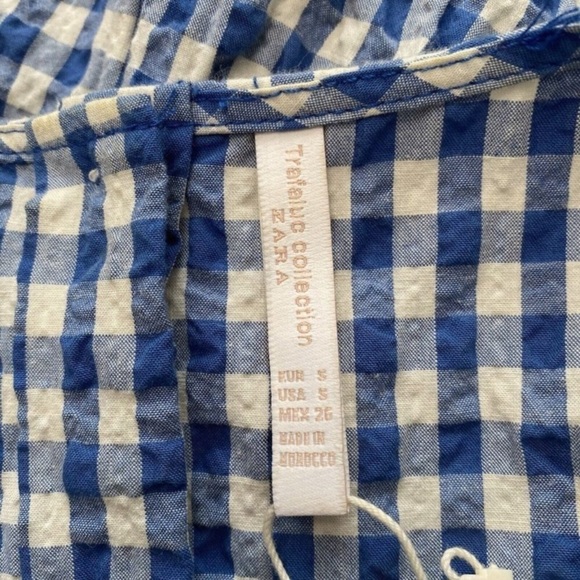 Trafaluc collection
ZARA
EUR S
USA S
MEX 26
MADE IN
MOROCCO